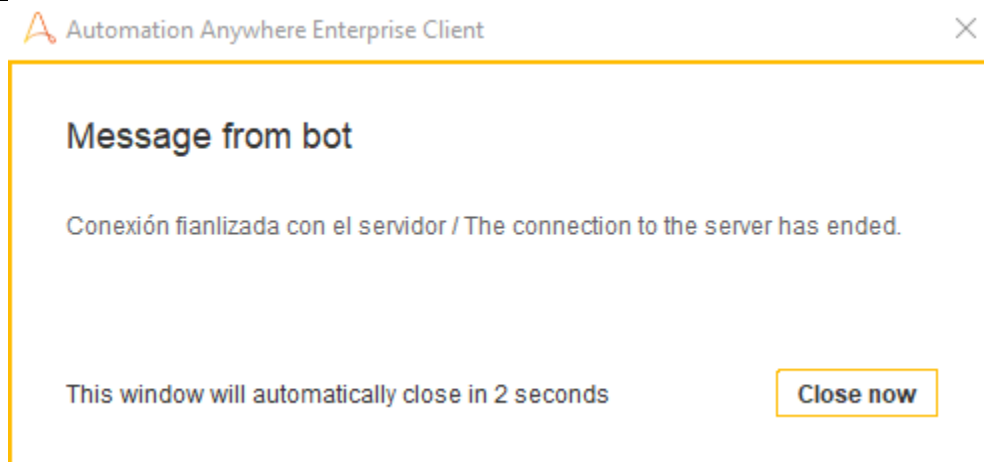 Automation Anywhere Enterprise Client
Message from bot
Conexión fianlizada con el servidor / The connection to the server has ended.
This window will automatically close in 2 seconds
Close now